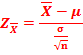 Z_X̅ = (X̅ − μ) / (σ / √n)